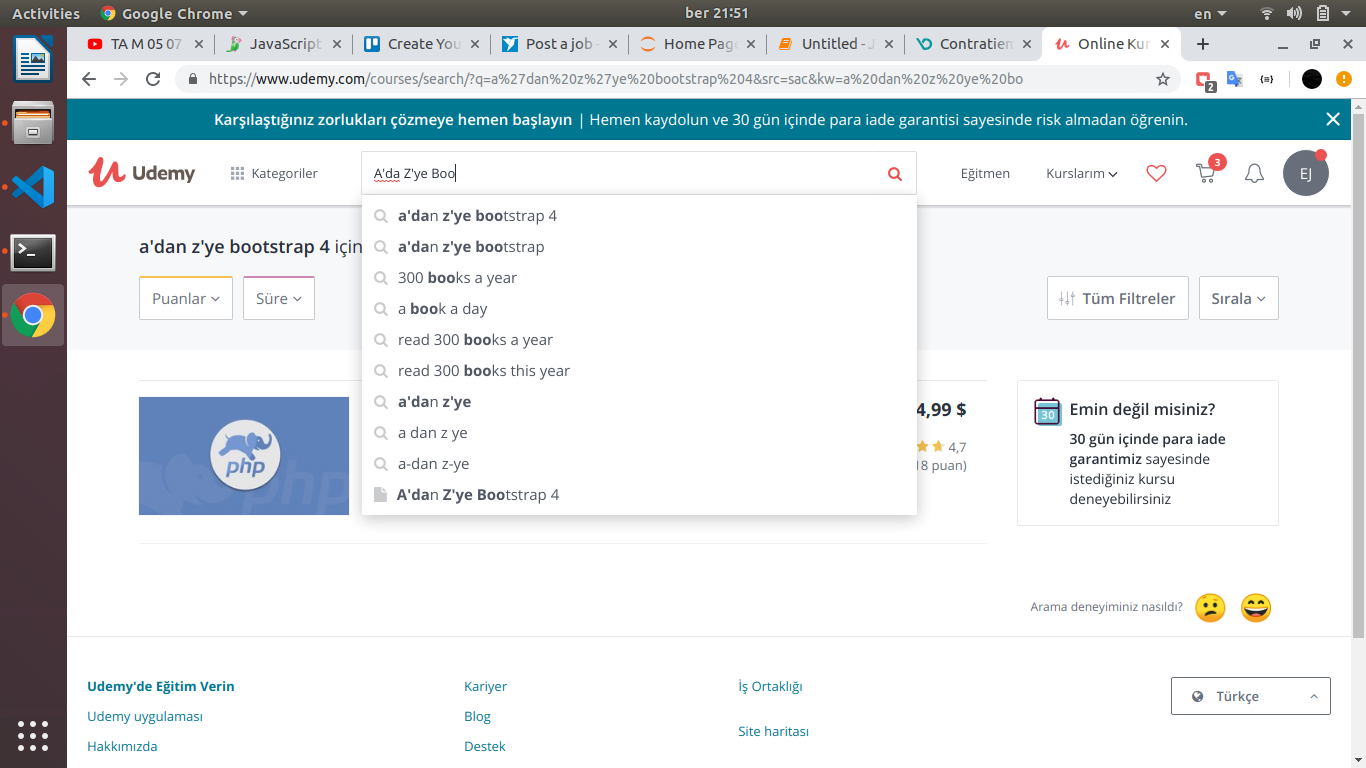 Activities
Google Chrome
ber 21:51
en
TA M 05 07
JavaScript
Create You
Post a job -
Home Page
Untitled - J
Contratiem
Online Kur
https://www.udemy.com/courses/search/?q=a%27dan%20z%27ye%20bootstrap%204&src=sac&kw=a%20dan%20z%20ye%20bo
2
Karşılaştığınız zorlukları çözmeye hemen başlayın | Hemen kaydolun ve 30 gün içinde para iade garantisi sayesinde risk almadan öğrenin.
Udemy
Kategoriler
A'da Z'ye Boo
Eğitmen
Kurslarım
3
EJ
a'dan z'ye bootstrap 4
a'dan z'ye bootstrap
300 books a year
a book a day
read 300 books a year
read 300 books this year
a'dan z'ye
a dan z ye
a-dan z-ye
A'dan Z'ye Bootstrap 4
a'dan z'ye bootstrap 4 için
Puanlar
Süre
Tüm Filtreler
Sırala
php
4,99 $
4,7
18 puan)
30
Emin değil misiniz?
30 gün içinde para iade
garantimiz sayesinde
istediğiniz kursu
deneyebilirsiniz
Arama deneyiminiz nasıldı?
Udemy'de Eğitim Verin
Udemy uygulaması
Hakkımızda
Kariyer
Blog
Destek
İş Ortaklığı
Site haritası
Türkçe